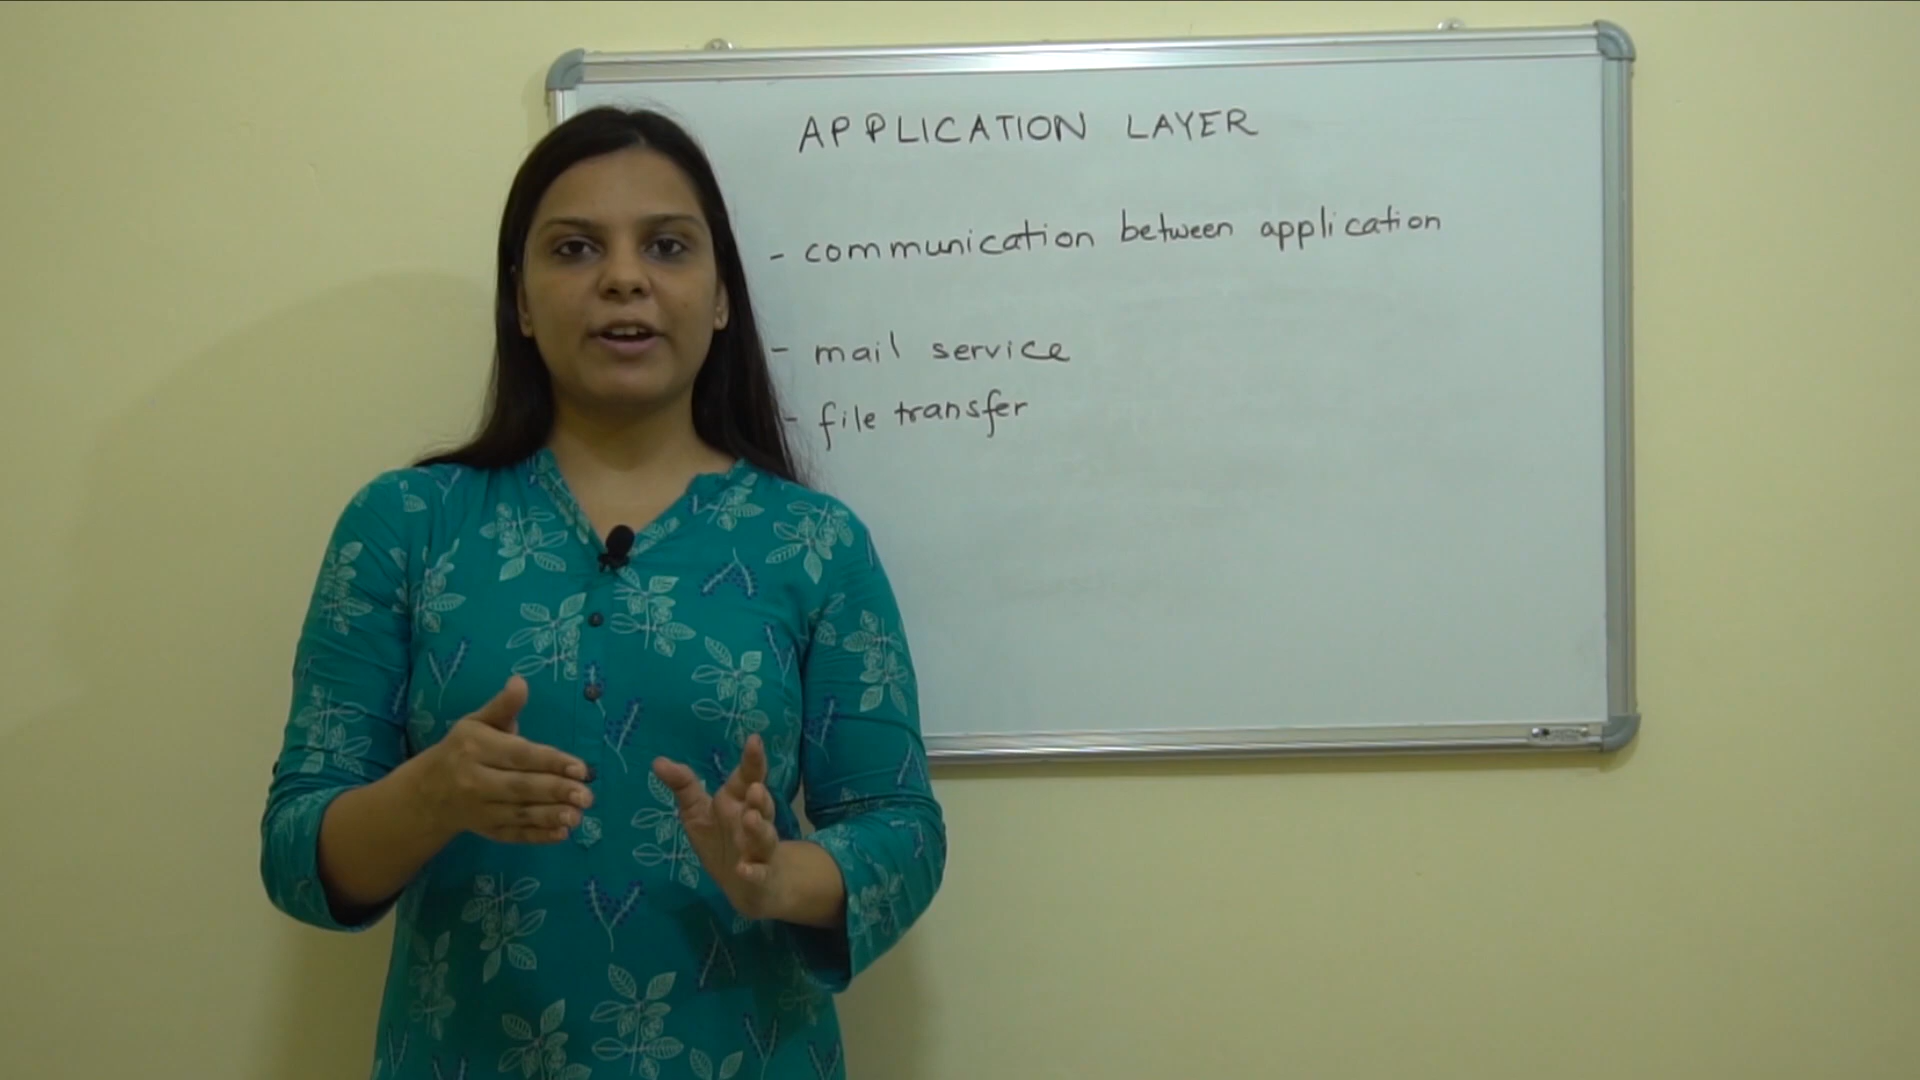 APPLICATION LAYER
- communication between application
- mail service
- file transfer